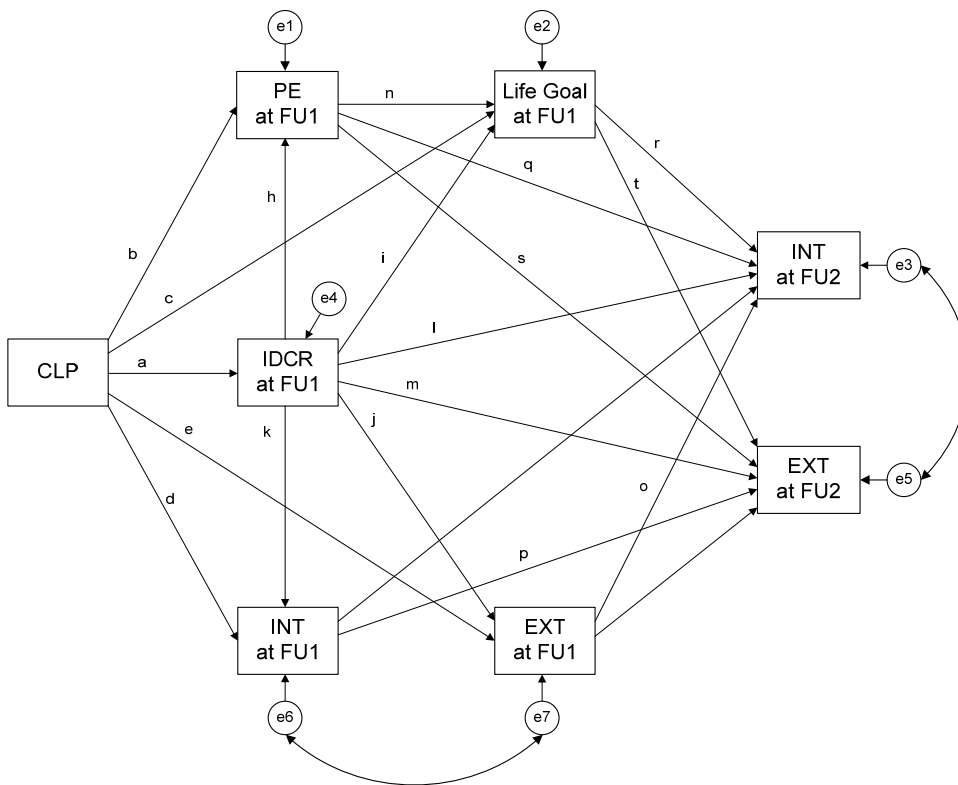 e1
e2
PE
at FU1
n
Life Goal
at FU1
r
q
t
h
b
i
s
INT
at FU2
e3
c
e4
l
CLP
a
IDCR
at FU1
m
k
j
e
EXT
at FU2
e5
d
o
p
INT
at FU1
EXT
at FU1
e6
e7